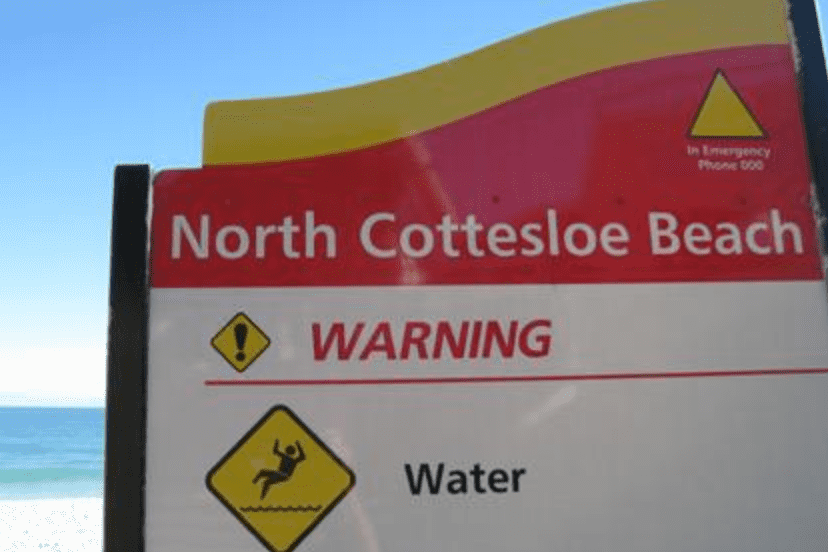 In Emergency
Phone 000
North Cottesloe Beach
WARNING
Water